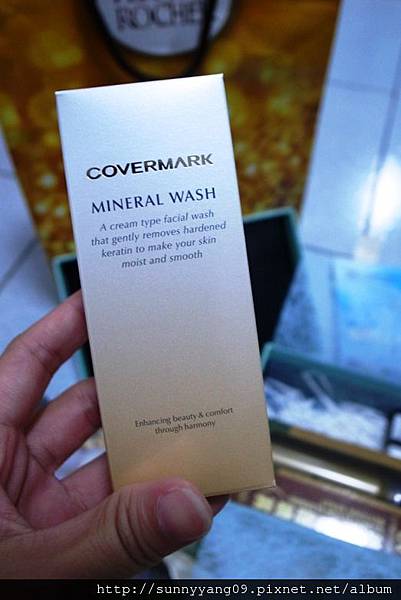 ROCHER
COVERMARK
MINERAL WASH
A cream type facial wash
that gently removes hardened
keratin to make your skin
moist and smooth
Enhancing beauty & comfort
through harmony
http://sunnyyang09.pixnet.net/album